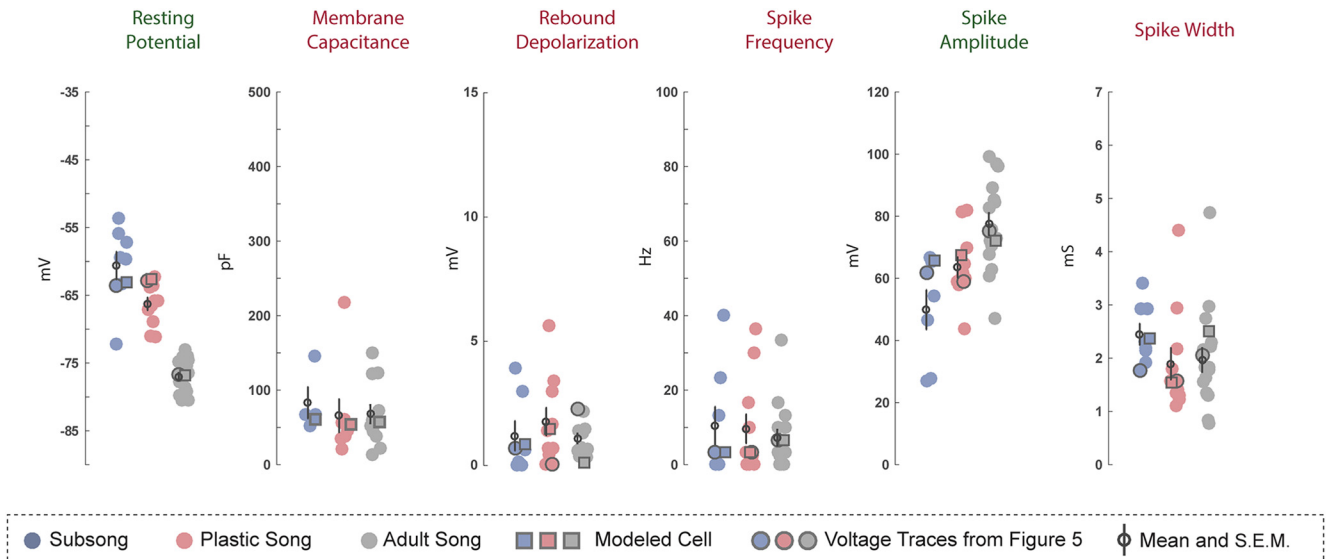 Resting
Potential
Membrane
Capacitance
Rebound
Depolarization
Spike
Frequency
Spike
Amplitude
Spike Width
mV
-35
-45
-55
-65
-75
-85
pF
500
400
300
200
100
0
mV
15
10
5
0
Hz
100
80
60
40
20
0
mV
120
100
80
60
40
20
0
mS
7
6
5
4
3
2
1
0
Subsong
Plastic Song
Adult Song
Modeled Cell
Voltage Traces from Figure 5
Mean and S.E.M.